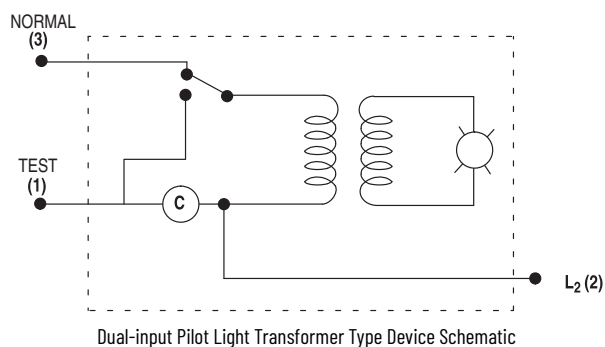 NORMAL
(3)
TEST
(1)
C
L2 (2)
Dual-input Pilot Light Transformer Type Device Schematic